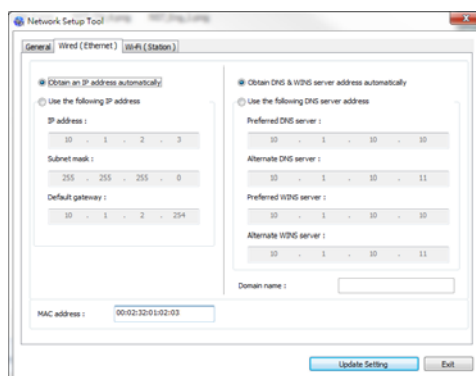 Network Setup Tool
General Wired (Ethernet) Wi-Fi (Station)
Obtain an IP address automatically
Use the following IP address
IP address :
10 . 1 . 2 . 3
Subnet mask :
255 . 255 . 255 . 0
Default gateway :
10 . 1 . 2 . 254
Obtain DNS & WINS server address automatically
Use the following DNS server address
Preferred DNS server :
10 . 1 . 10 . 10
Alternate DNS server :
10 . 1 . 10 . 11
Preferred WINS server :
10 . 1 . 10 . 10
Alternate WINS server :
10 . 1 . 10 . 11
Domain name :
MAC address : 00:02:32:01:02:03
Update Setting Exit